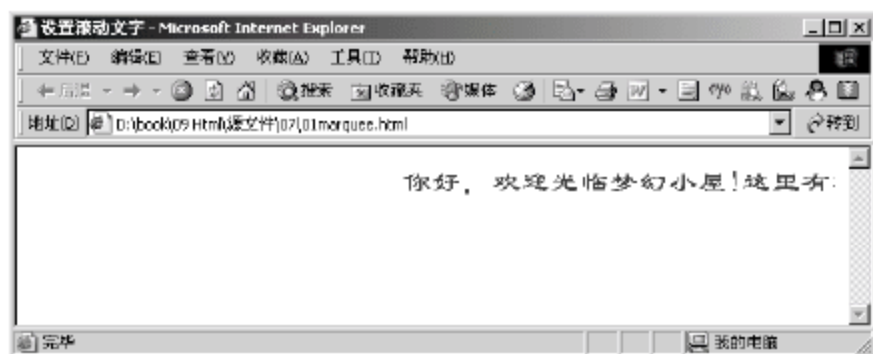 设置滚动文字 - Microsoft Internet Explorer
文件(F) 编辑(E) 查看(V) 收藏(A) 工具(T) 帮助(H)
后退 搜索 收藏夹 媒体
地址(D) D:\book\09 Html\源文件\07\01marquee.html 转到
你好，欢迎光临梦幻小屋!这里有
完毕 我的电脑